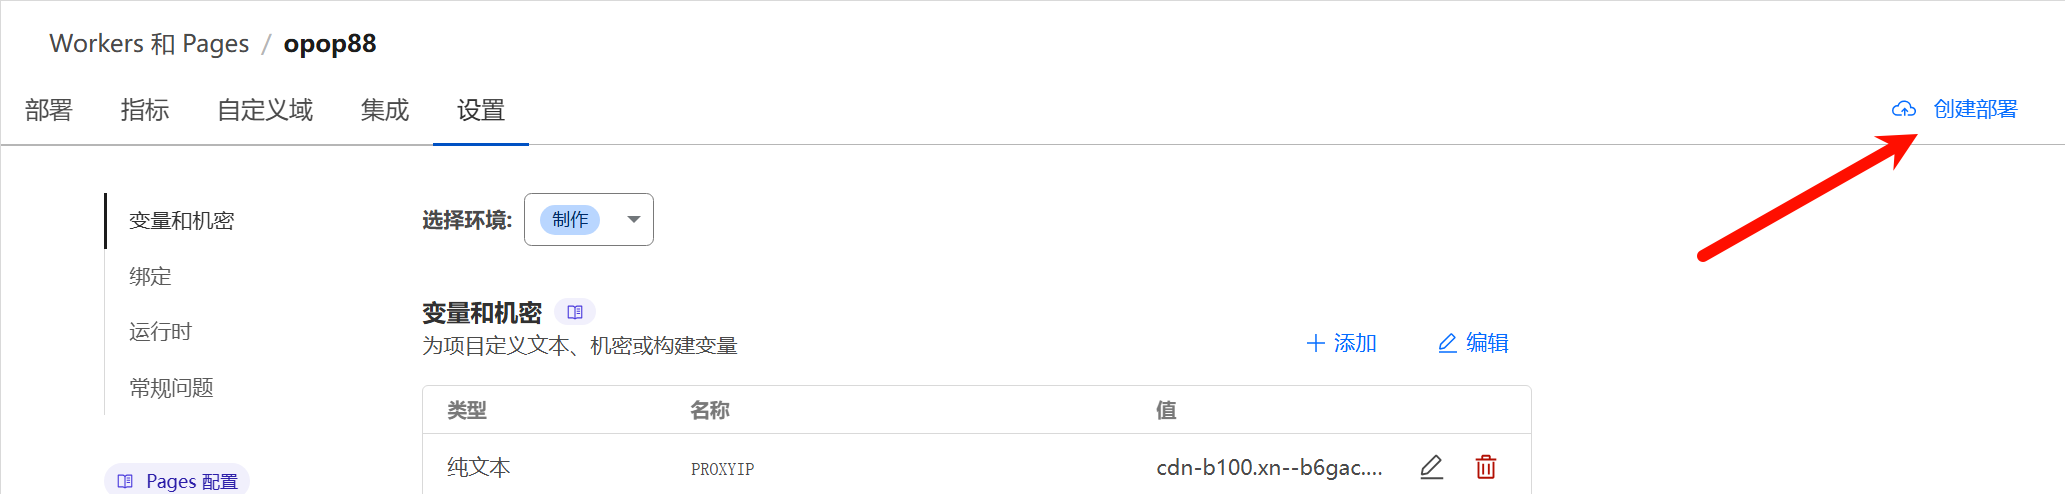 Workers 和 Pages / opop88
部署 指标 自定义域 集成 设置 创建部署
变量和机密
绑定
运行时
常规问题
Pages 配置
选择环境: 制作
变量和机密
为项目定义文本、机密或构建变量
添加 编辑
类型 名称 值
纯文本 PROXYIP cdn-b100.xn--b6gac....